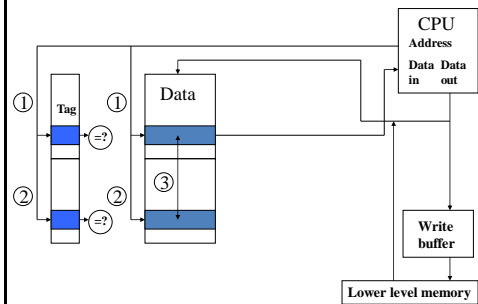 CPU
Address
Data Data
in out
Tag
Data
①
①
=?
③
②
②
=?
Write
buffer
Lower level memory